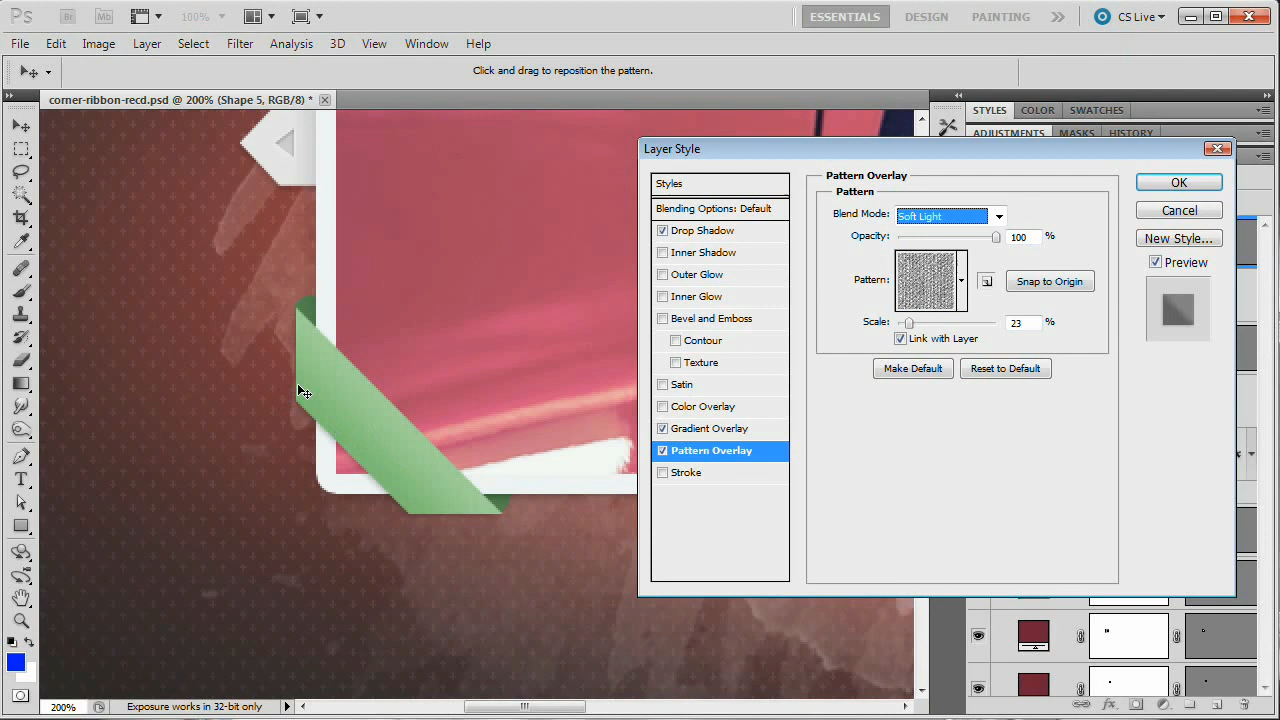 Ps Br Mb 100% ESSENTIALS DESIGN PAINTING CS Live
File Edit Image Layer Select Filter Analysis 3D View Window Help
Click and drag to reposition the pattern.
corner-ribbon-recd.psd @ 200% (Shape 5, RGB/8) *
STYLES COLOR SWATCHES
ADJUSTMENTS MASKS HISTORY
Layer Style
Styles
Blending Options: Default
Drop Shadow
Inner Shadow
Outer Glow
Inner Glow
Bevel and Emboss
Contour
Texture
Satin
Color Overlay
Gradient Overlay
Pattern Overlay
Stroke
Pattern Overlay
Pattern
Blend Mode: Soft Light
Opacity: 100 %
Pattern: Snap to Origin
Scale: 23 %
Link with Layer
Make Default Reset to Default
OK
Cancel
New Style...
Preview
T
fx
200% Exposure works in 32-bit only